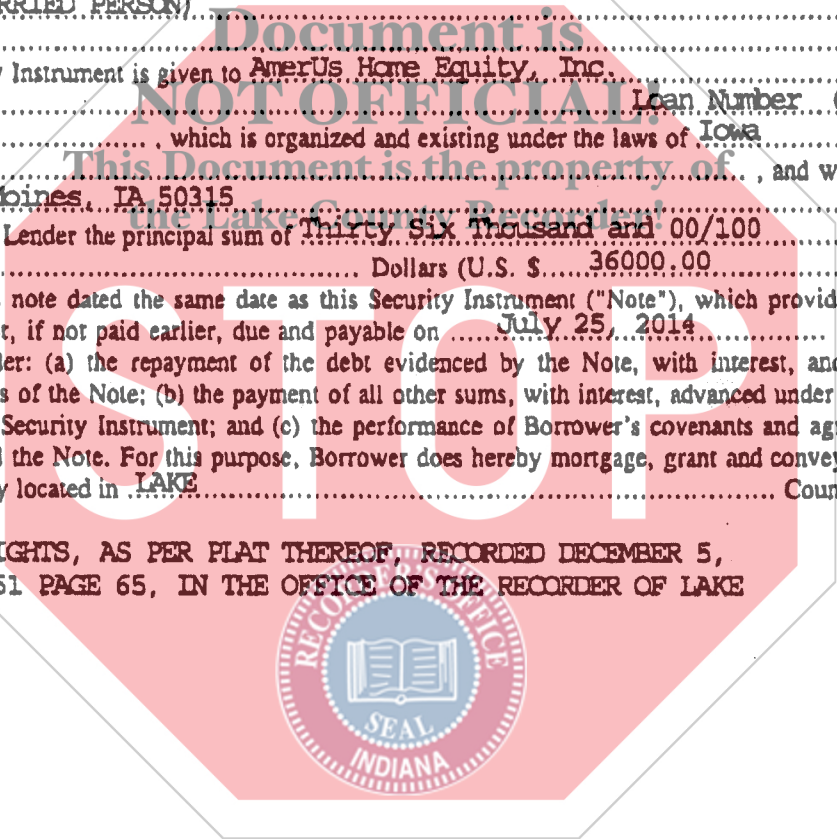 RRIED PERSON)
Document is
Instrument is given to AmerUs Home Equity, Inc.
NOT OFFICIAL!
Loan Number (
, which is organized and existing under the laws of Iowa
This Document is the property of
, and w
oines, IA 50315
the Lake County Recorder!
Lender the principal sum of Thirty Six Thousand and 00/100
Dollars (U.S. $ 36000.00
note dated the same date as this Security Instrument ("Note"), which provid
t, if not paid earlier, due and payable on July 25, 2014
er: (a) the repayment of the debt evidenced by the Note, with interest, and
s of the Note; (b) the payment of all other sums, with interest, advanced under
Security Instrument; and (c) the performance of Borrower's covenants and ag
the Note. For this purpose, Borrower does hereby mortgage, grant and convey
y located in LAKE Coun
STOP
IGHTS, AS PER PLAT THEREOF, RECORDED DECEMBER 5,
51 PAGE 65, IN THE OFFICE OF THE RECORDER OF LAKE
RECORDER'S OFFICE
SEAL
INDIANA